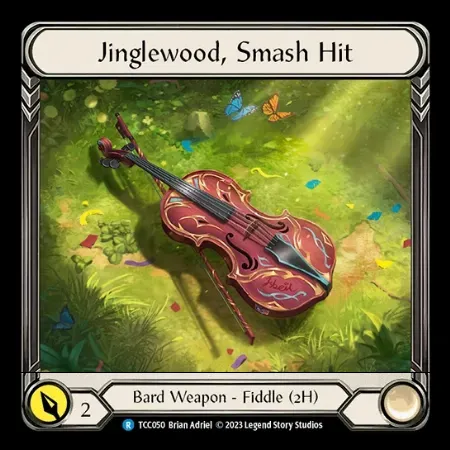 Jinglewood, Smash Hit
2
Bard Weapon - Fiddle (2H)
R TCC050 Brian Adriel © 2023 Legend Story Studios